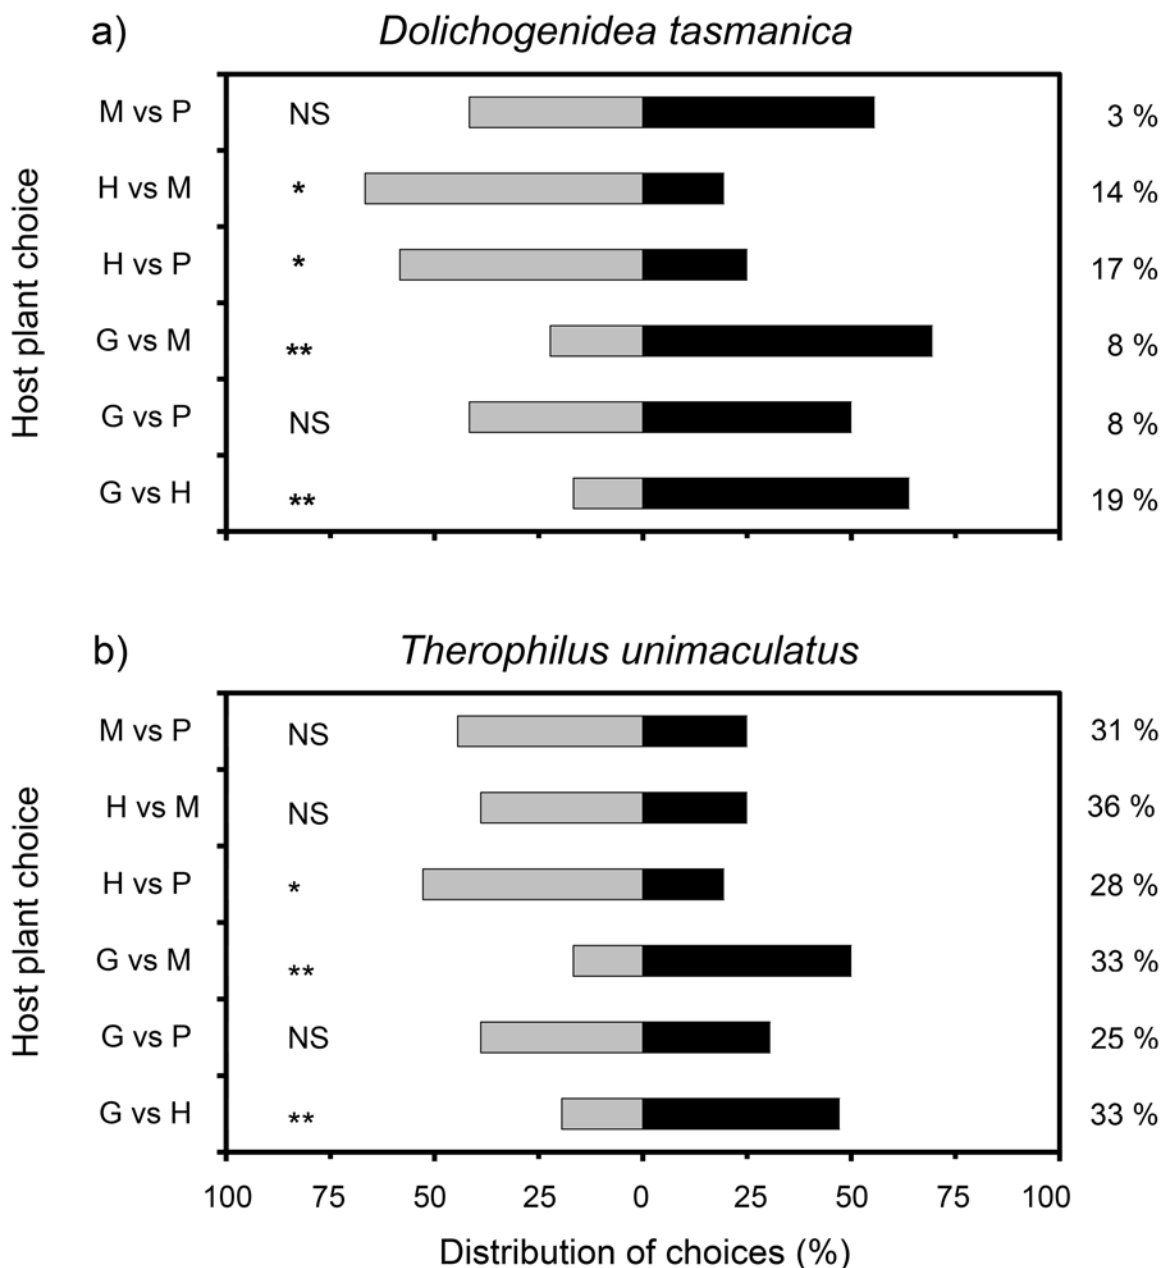 a) Dolichogenidea tasmanica
Host plant choice
M vs P NS 3 %
H vs M * 14 %
H vs P * 17 %
G vs M ** 8 %
G vs P NS 8 %
G vs H ** 19 %
b) Therophilus unimaculatus
Host plant choice
M vs P NS 31 %
H vs M NS 36 %
H vs P * 28 %
G vs M ** 33 %
G vs P NS 25 %
G vs H ** 33 %
100 75 50 25 0 25 50 75 100
Distribution of choices (%)